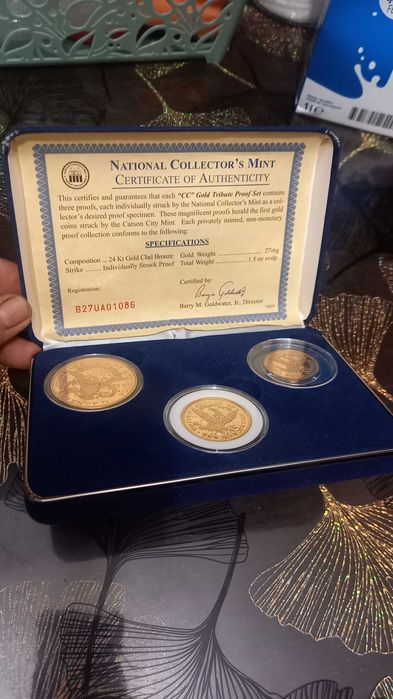 NATIONAL COLLECTOR'S MINT
CERTIFICATE OF AUTHENTICITY
This certifies and guarantees that each "CC" Gold Tribute Proof Set contains
three proofs, each individually struck by the National Collector's Mint as a col-
lector's desired proof specimen. These magnificent proofs herald the first gold
coins struck by the Carson City Mint. Each privately minted, non-monetary
proof collection conforms to the following:
SPECIFICATIONS
Composition .. 24 Kt Gold Clad Bronze Gold Weight .......... 27mg
Strike ......... Individually Struck Proof Total Weight .......... 1.5 oz avdp
Registration: Certified by:
B27UA01086
Barry M. Goldwater, Jr., Director
1l e